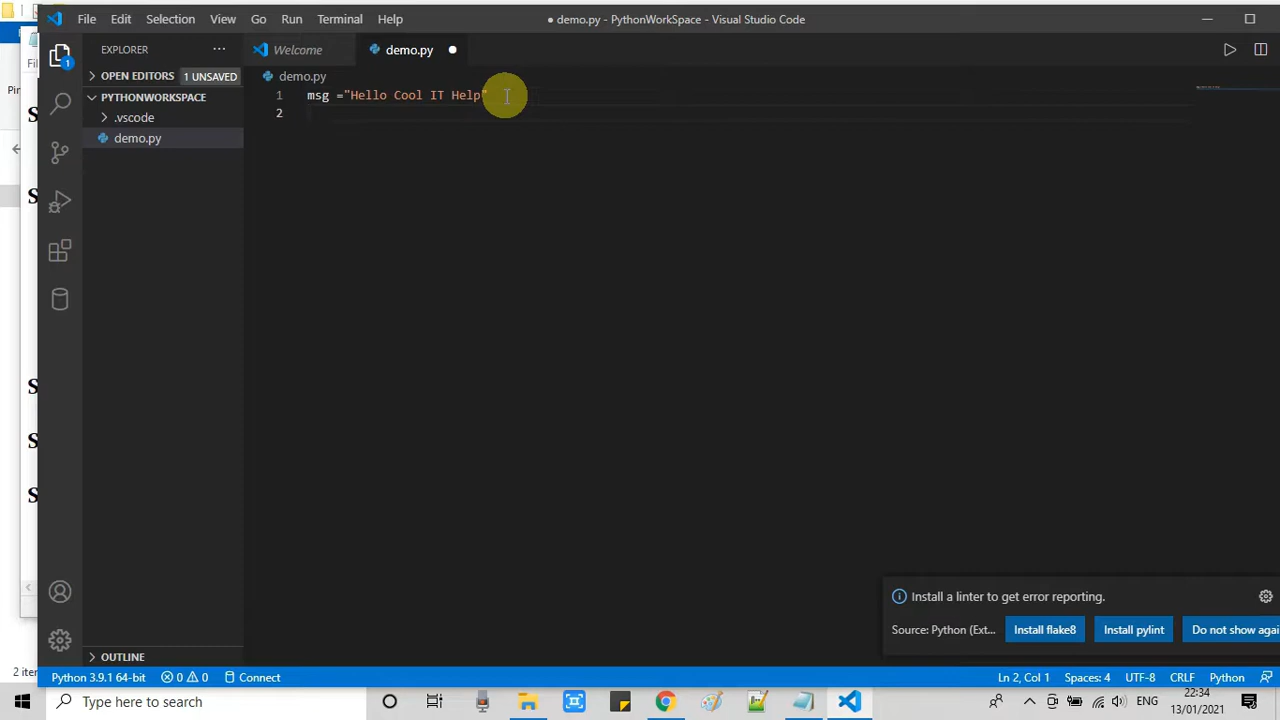 File Edit Selection View Go Run Terminal Help
● demo.py - PythonWorkSpace - Visual Studio Code
EXPLORER
Welcome
demo.py
OPEN EDITORS 1 UNSAVED
demo.py
PYTHONWORKSPACE
1 msg ="Hello Cool IT Help"
2
.vscode
demo.py
OUTLINE
Install a linter to get error reporting.
Source: Python (Ext... Install flake8 Install pylint Do not show agai
Python 3.9.1 64-bit 0 0 Connect Ln 2, Col 1 Spaces: 4 UTF-8 CRLF Python
1
2 iter
Type here to search
ENG
22:34
13/01/2021